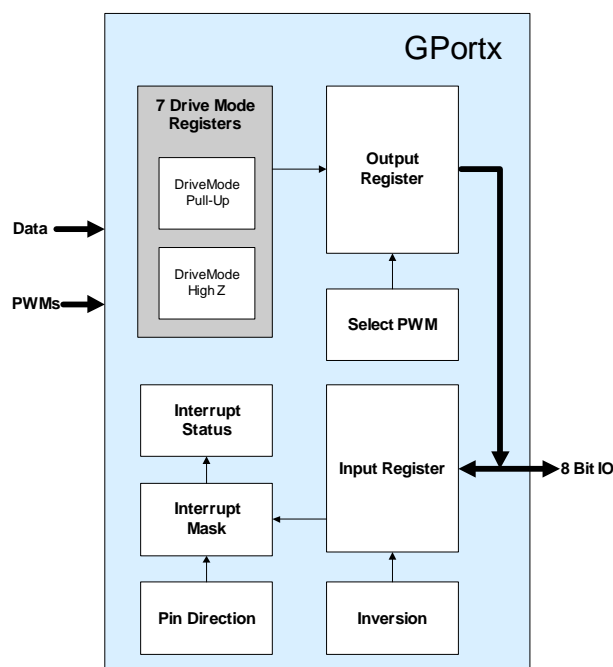 GPortx
7 Drive Mode
Registers
DriveMode
Pull-Up
DriveMode
High Z
Output
Register
Data
PWMs
Select PWM
Interrupt
Status
Input Register
8 Bit IO
Interrupt
Mask
Pin Direction
Inversion